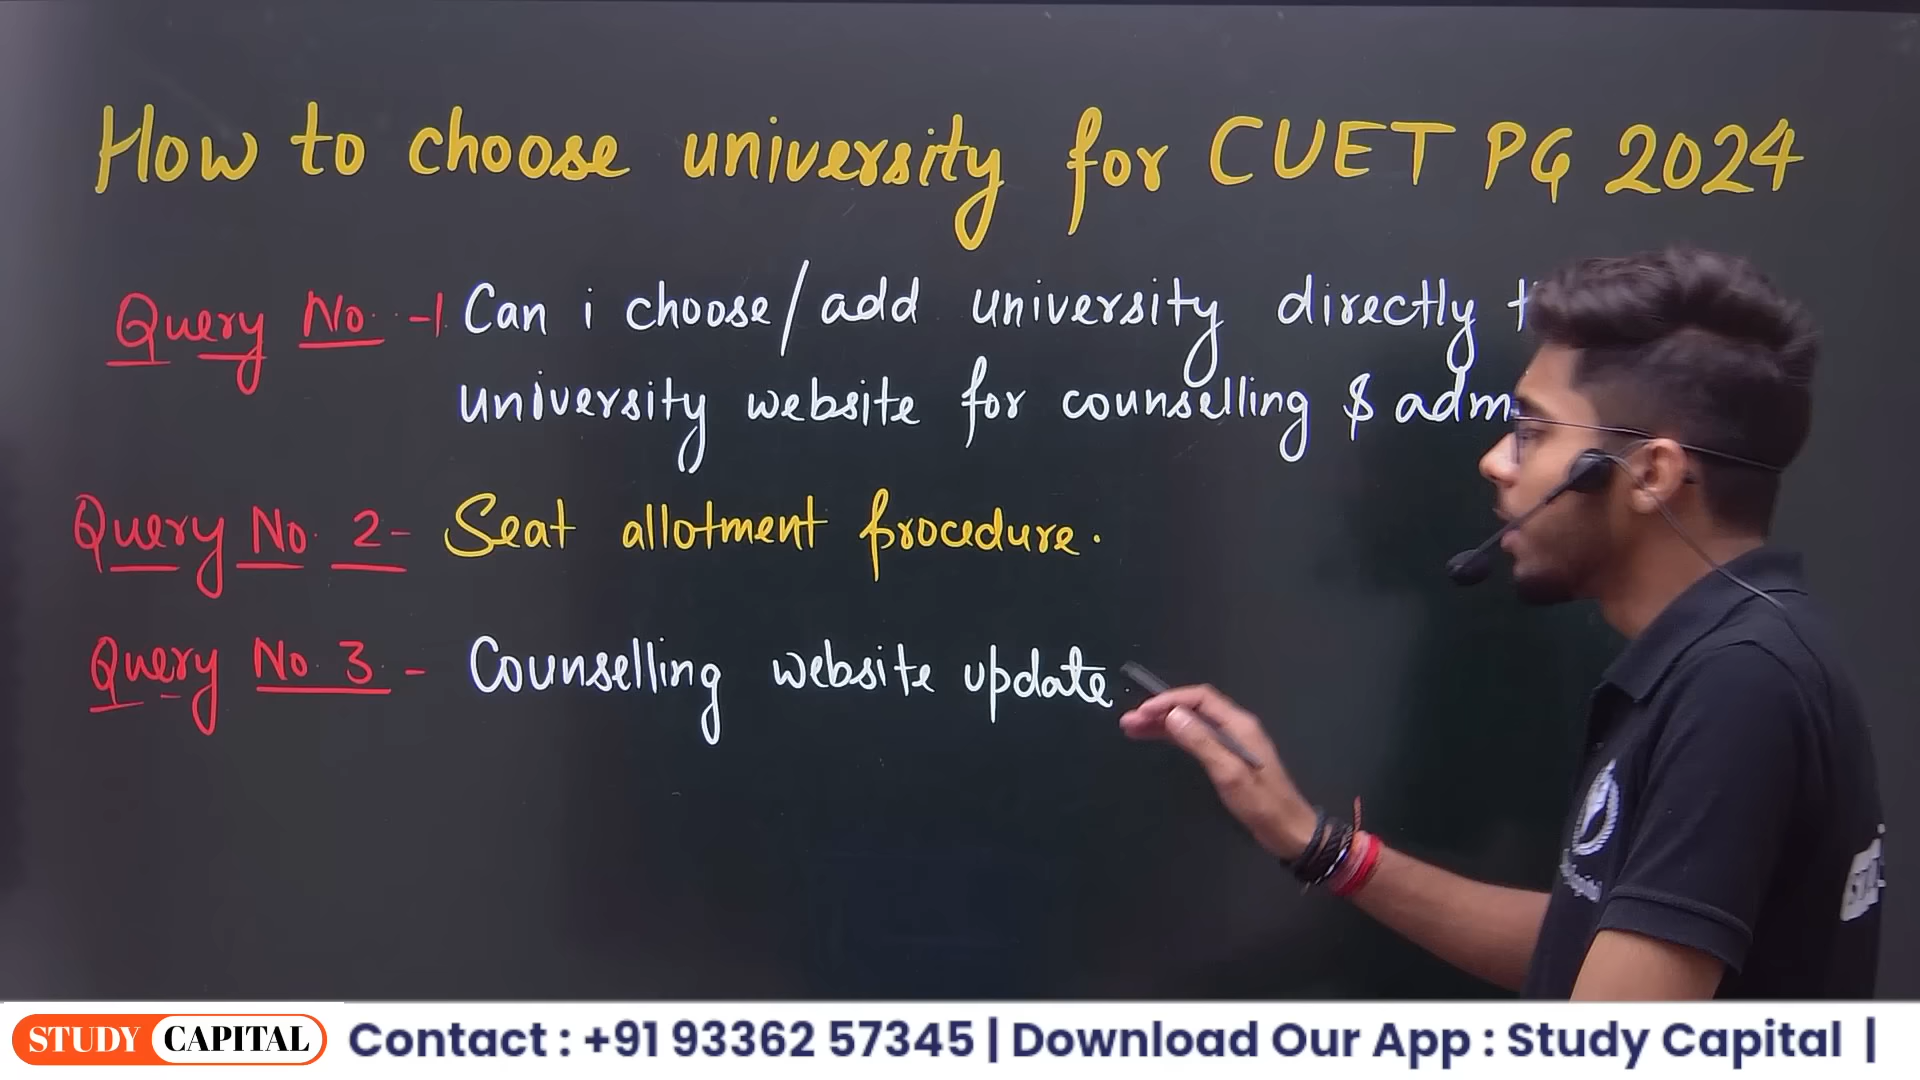 How to choose university for CUET PG 2024
Query No. -1. Can i choose/add university directly
university website for counselling $
Query No. 2- Seat allotment procedure.
Query No. 3 - Counselling website update.
STUDY CAPITAL Contact : +91 93362 57345 | Download Our App : Study Capital |